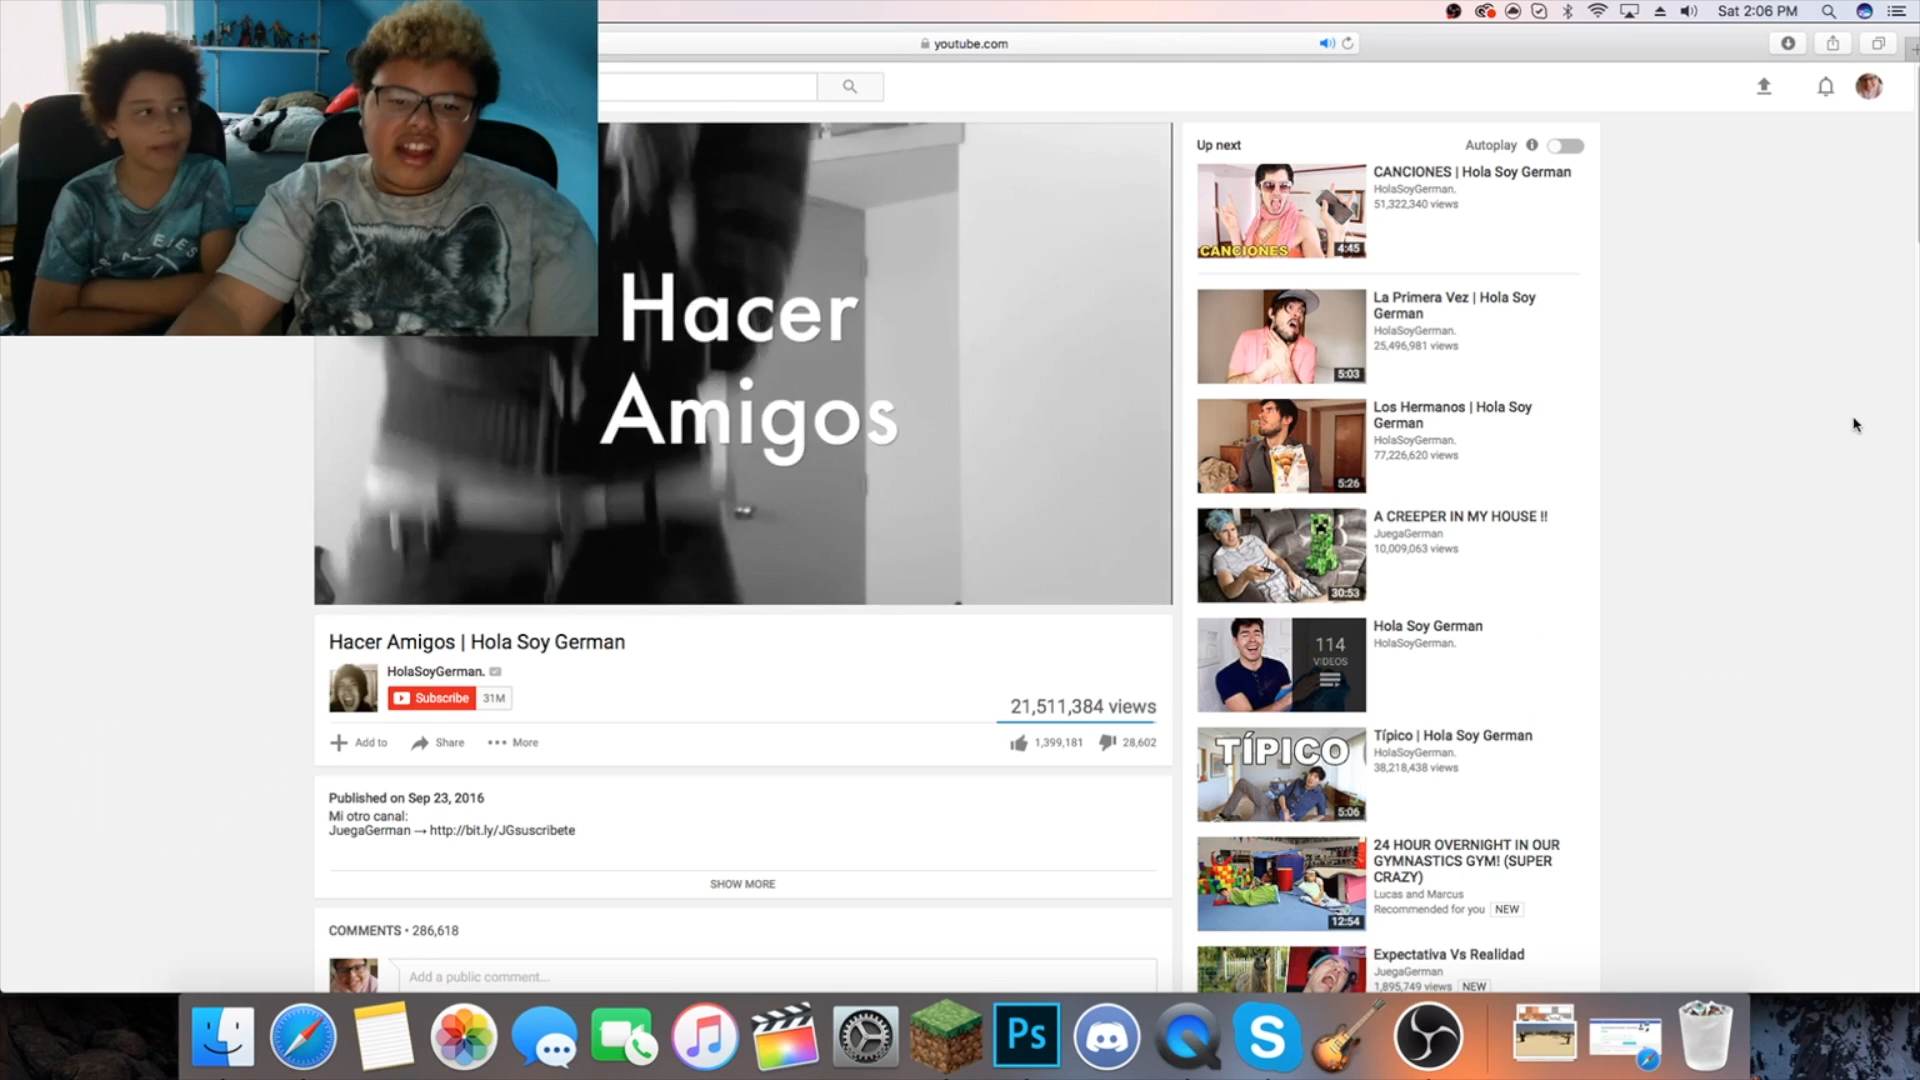 Sat 2:06 PM
youtube.com
Hacer
Amigos
Hacer Amigos | Hola Soy German
HolaSoyGerman.
Subscribe 31M
21,511,384 views
Add to Share More 1,399,181 28,602
Published on Sep 23, 2016
Mi otro canal:
JuegaGerman → http://bit.ly/JGsuscribete
SHOW MORE
COMMENTS • 286,618
Add a public comment...
Up next Autoplay
CANCIONES
4:45
CANCIONES | Hola Soy German
HolaSoyGerman.
51,322,340 views
5:03
La Primera Vez | Hola Soy
German
HolaSoyGerman.
25,496,981 views
5:26
Los Hermanos | Hola Soy
German
HolaSoyGerman.
77,226,620 views
30:53
A CREEPER IN MY HOUSE !!
JuegaGerman
10,009,063 views
114
VIDEOS
Hola Soy German
HolaSoyGerman.
TÍPICO
5:06
Típico | Hola Soy German
HolaSoyGerman.
38,218,438 views
12:54
24 HOUR OVERNIGHT IN OUR
GYMNASTICS GYM! (SUPER
CRAZY)
Lucas and Marcus
Recommended for you NEW
Expectativa Vs Realidad
JuegaGerman
1,895,749 views NEW
Ps